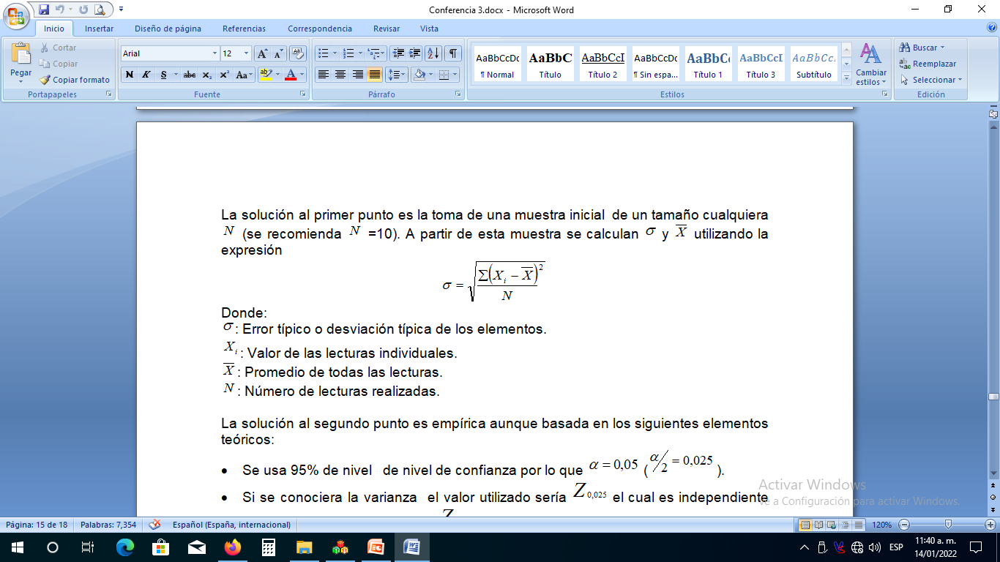 Conferencia 3.docx - Microsoft Word
Inicio Insertar Diseño de página Referencias Correspondencia Revisar Vista
Pegar
Cortar
Copiar
Copiar formato
Portapapeles
Arial 12
N K S abc x₂ x² Aa
Fuente
Párrafo
AaBbCcDc AaBbC AaBbCcI AaBbCcDc AaBbC AaBbCcI AaBbCc.
¶ Normal Título Título 2 ¶ Sin espa... Título 1 Título 3 Subtítulo
Cambiar estilos
Estilos
Buscar
Reemplazar
Seleccionar
Edición
La solución al primer punto es la toma de una muestra inicial de un tamaño cualquiera
N (se recomienda N =10). A partir de esta muestra se calculan σ y X̅ utilizando la
expresión
σ = √(Σ(Xᵢ − X̅)² / N)
Donde:
σ : Error típico o desviación típica de los elementos.
Xᵢ : Valor de las lecturas individuales.
X̅ : Promedio de todas las lecturas.
N : Número de lecturas realizadas.
La solución al segundo punto es empírica aunque basada en los siguientes elementos
teóricos:
• Se usa 95% de nivel de nivel de confianza por lo que α = 0,05 ( α/2 = 0,025 ).
• Si se conociera la varianza el valor utilizado sería Z 0,025 el cual es independiente
Z
Activar Windows
Ve a Configuración para activar Windows.
Página: 15 de 18 Palabras: 7,354 Español (España, internacional) 120%
ESP
11:40 a. m.
14/01/2022